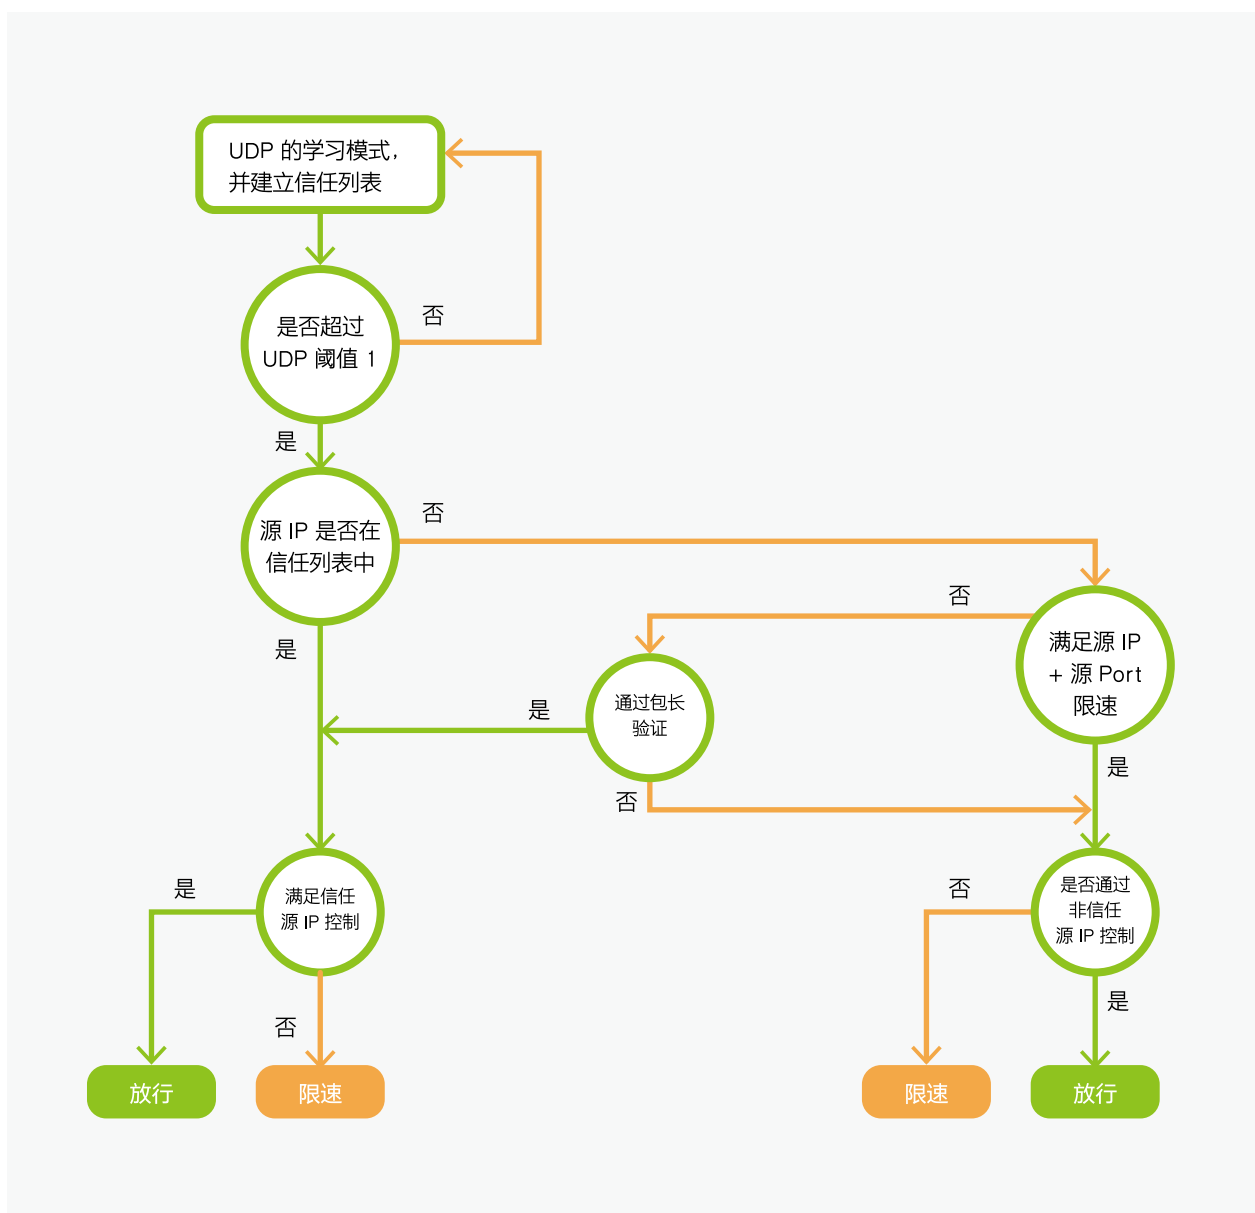 UDP 的学习模式，
并建立信任列表
是否超过
UDP 阈值 1
否
是
源 IP 是否在
信任列表中
否
是
满足源 IP
+ 源 Port
限速
否
是
通过包长
验证
是
否
满足信任
源 IP 控制
是
否
是否通过
非信任
源 IP 控制
否
是
放行
限速
限速
放行